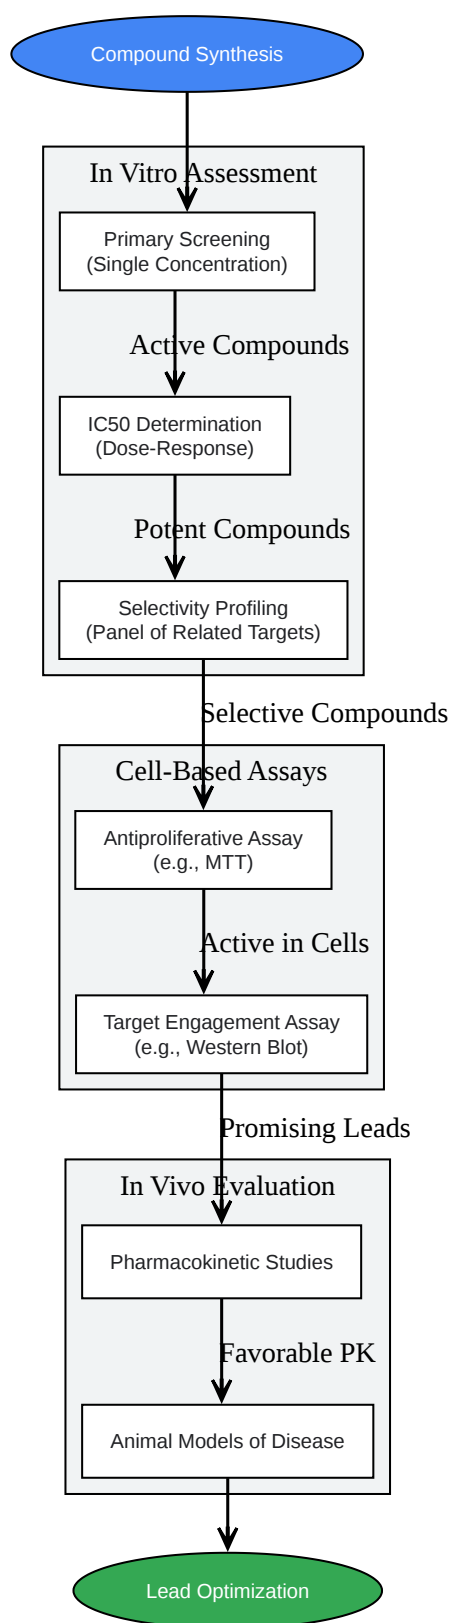 Compound Synthesis
In Vitro Assessment
Primary Screening
(Single Concentration)
Active Compounds
IC50 Determination
(Dose-Response)
Potent Compounds
Selectivity Profiling
(Panel of Related Targets)
Selective Compounds
Cell-Based Assays
Antiproliferative Assay
(e.g., MTT)
Active in Cells
Target Engagement Assay
(e.g., Western Blot)
Promising Leads
In Vivo Evaluation
Pharmacokinetic Studies
Favorable PK
Animal Models of Disease
Lead Optimization